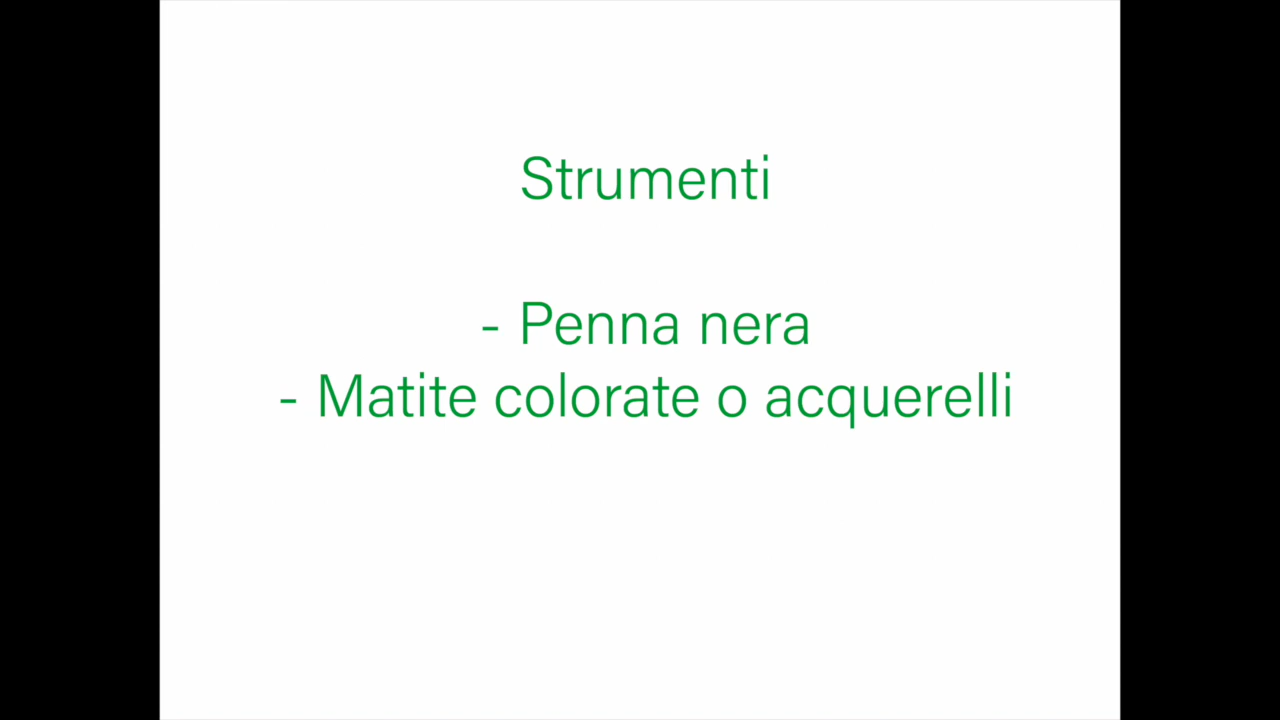 Strumenti
- Penna nera
- Matite colorate o acquerelli